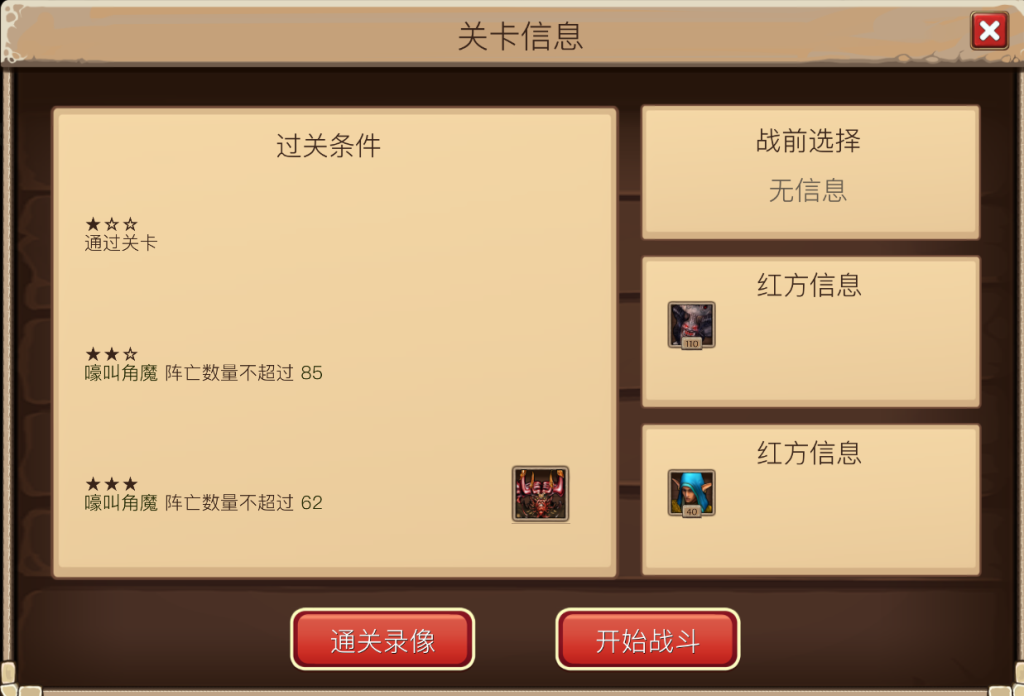 关卡信息
过关条件
★☆☆
通过关卡
★★☆
嚎叫角魔 阵亡数量不超过 85
★★★
嚎叫角魔 阵亡数量不超过 62
战前选择
无信息
红方信息
110
红方信息
40
通关录像
开始战斗